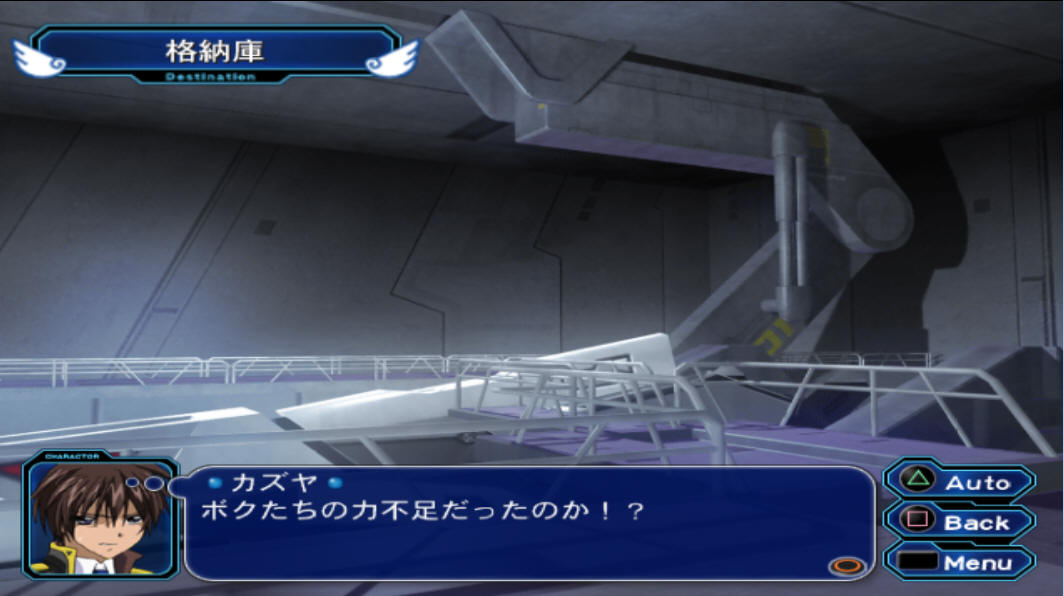 格納庫
Destination
CHARACTOR
カズヤ
ボクたちの力不足だったのか！？
Auto
Back
Menu